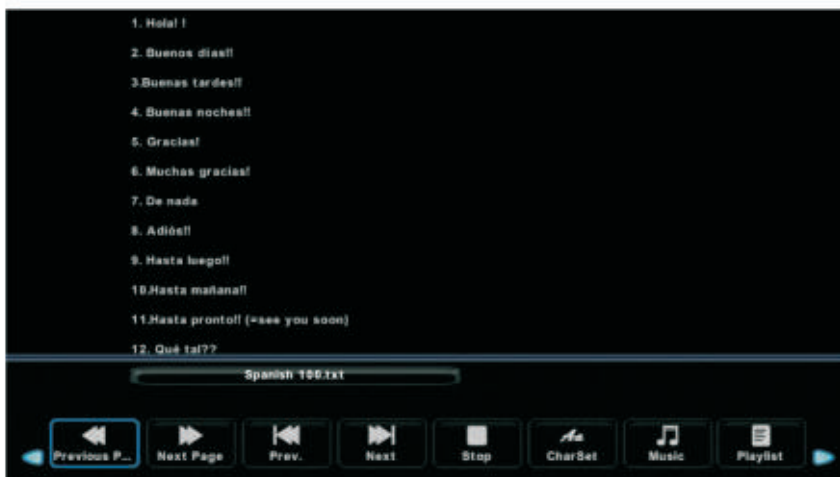 1. Hola! !
2. Buenos dias!!
3.Buenas tardes!!
4. Buenas noches!!
5. Gracias!
6. Muchas gracias!
7. De nada
8. Adiós!!
9. Hasta luego!!
10.Hasta mañana!!
11.Hasta pronto!! (=see you soon)
12. Qué tal??
Spanish 100.txt
Previous P... Next Page Prev. Next Stop CharSet Music Playlist